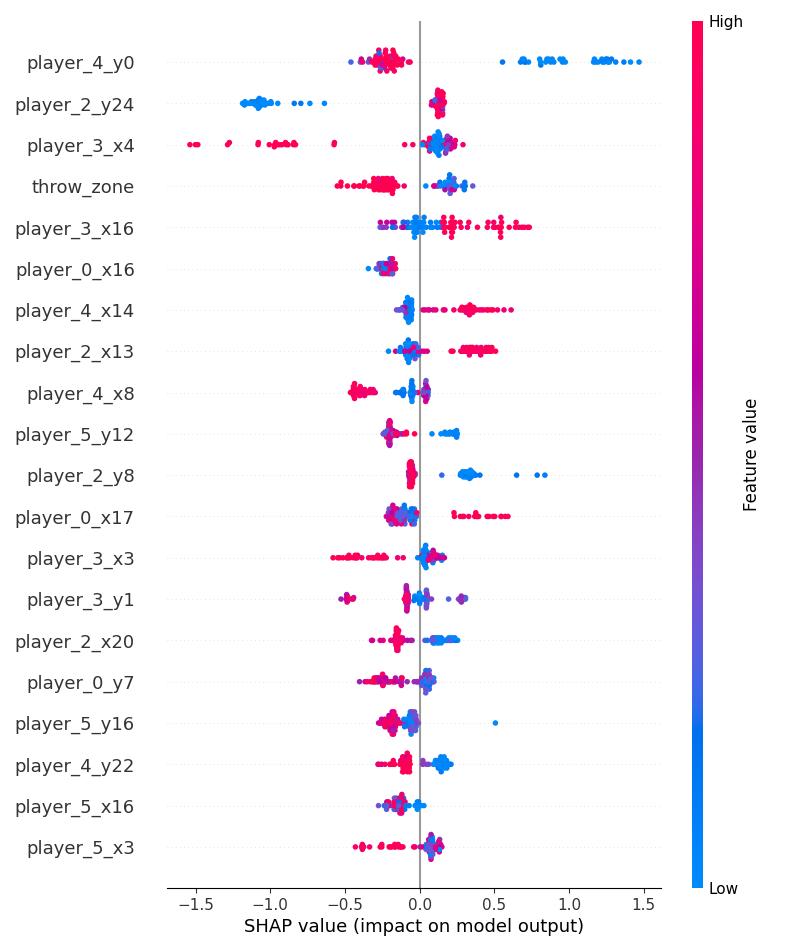 High
player_4_y0
player_2_y24
player_3_x4
throw_zone
player_3_x16
player_0_x16
player_4_x14
player_2_x13
player_4_x8
player_5_y12
player_2_y8
player_0_x17
player_3_x3
player_3_y1
player_2_x20
player_0_y7
player_5_y16
player_4_y22
player_5_x16
player_5_x3
Feature value
Low
−1.5 −1.0 −0.5 0.0 0.5 1.0 1.5
SHAP value (impact on model output)